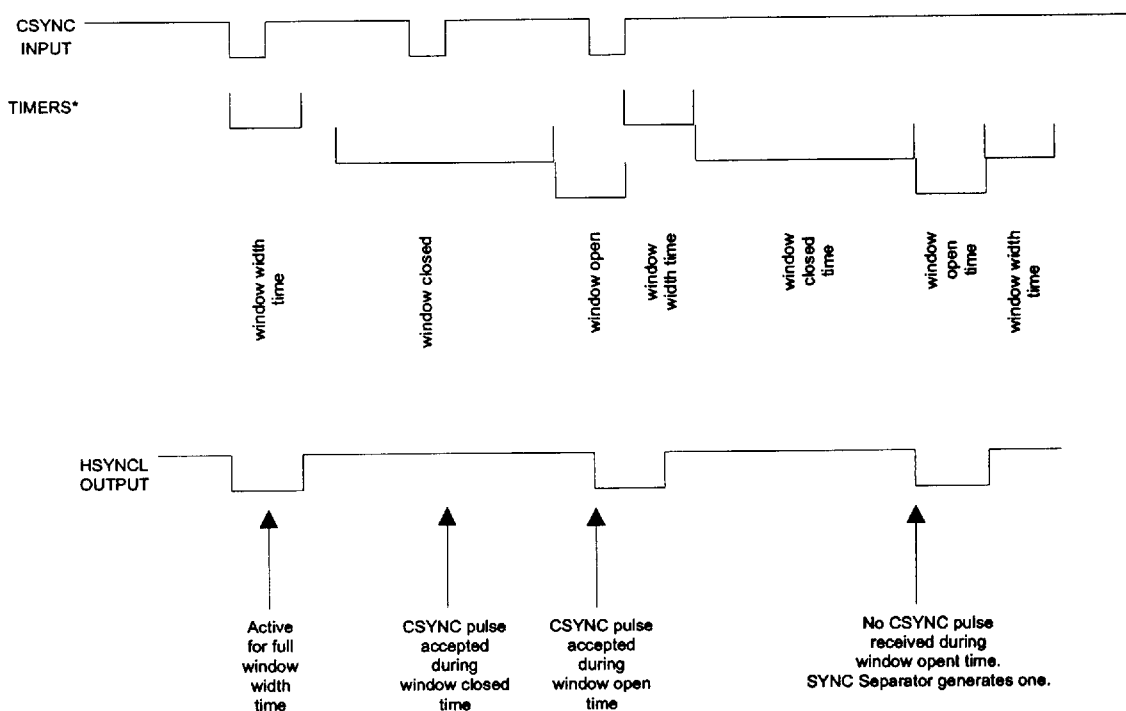 CSYNC
INPUT
TIMERS*
window width
time
window closed
window open
window
width time
window
closed
time
window
open
time
window width
time
HSYNCL
OUTPUT
Active
for full
window
width
time
CSYNC pulse
accepted
during
window closed
time
CSYNC pulse
accepted
during
window open
time
No CSYNC pulse
received during
window opent time.
SYNC Separator generates one.